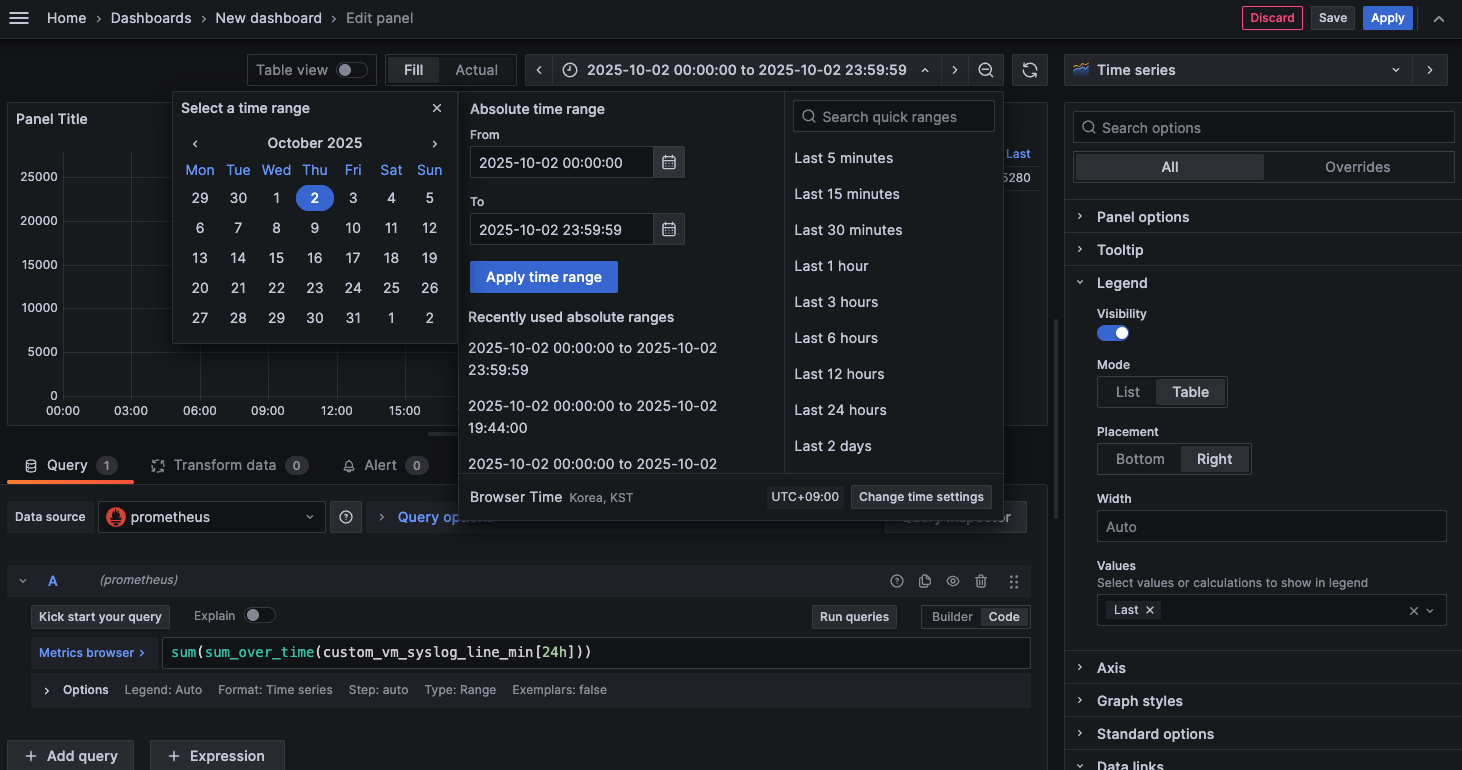 Home › Dashboards › New dashboard › Edit panel
Discard Save Apply
Table view Fill Actual 2025-10-02 00:00:00 to 2025-10-02 23:59:59
Time series
Panel Title
25000
20000
15000
10000
5000
0
00:00 03:00 06:00 09:00 12:00 15:00
Last
5280
Select a time range
October 2025
Mon Tue Wed Thu Fri Sat Sun
29 30 1 2 3 4 5
6 7 8 9 10 11 12
13 14 15 16 17 18 19
20 21 22 23 24 25 26
27 28 29 30 31 1 2
Absolute time range
From
2025-10-02 00:00:00
To
2025-10-02 23:59:59
Apply time range
Recently used absolute ranges
2025-10-02 00:00:00 to 2025-10-02
23:59:59
2025-10-02 00:00:00 to 2025-10-02
19:44:00
2025-10-02 00:00:00 to 2025-10-02
Search quick ranges
Last 5 minutes
Last 15 minutes
Last 30 minutes
Last 1 hour
Last 3 hours
Last 6 hours
Last 12 hours
Last 24 hours
Last 2 days
Browser Time Korea, KST UTC+09:00 Change time settings
Query 1 Transform data 0 Alert 0
Data source prometheus Query op
A (prometheus)
Kick start your query Explain Run queries Builder Code
Metrics browser > sum(sum_over_time(custom_vm_syslog_line_min[24h]))
Options Legend: Auto Format: Time series Step: auto Type: Range Exemplars: false
+ Add query + Expression
Search options
All Overrides
Panel options
Tooltip
Legend
Visibility
Mode
List Table
Placement
Bottom Right
Width
Auto
Values
Select values or calculations to show in legend
Last
Axis
Graph styles
Standard options
Data links